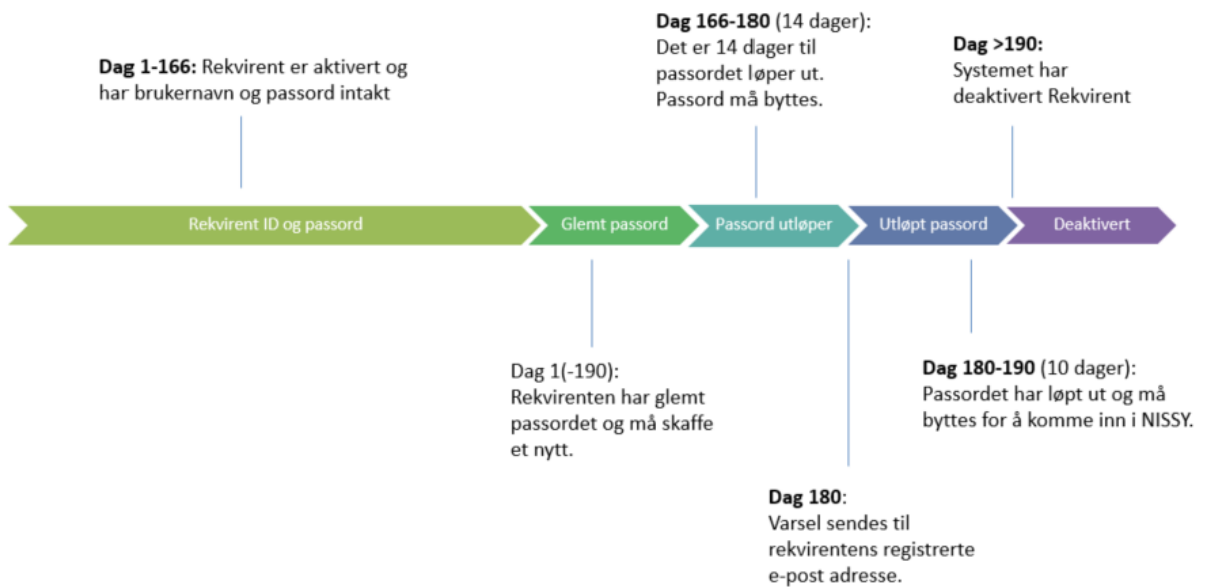 Dag 1-166: Rekvirent er aktivert og
har brukernavn og passord intakt
Dag 166-180 (14 dager):
Det er 14 dager til
passordet løper ut.
Passord må byttes.
Dag >190:
Systemet har
deaktivert Rekvirent
Rekvirent ID og passord
Glemt passord
Passord utløper
Utløpt passord
Deaktivert
Dag 1(-190):
Rekvirenten har glemt
passordet og må skaffe
et nytt.
Dag 180-190 (10 dager):
Passordet har løpt ut og må
byttes for å komme inn i NISSY.
Dag 180:
Varsel sendes til
rekvirentens registrerte
e-post adresse.